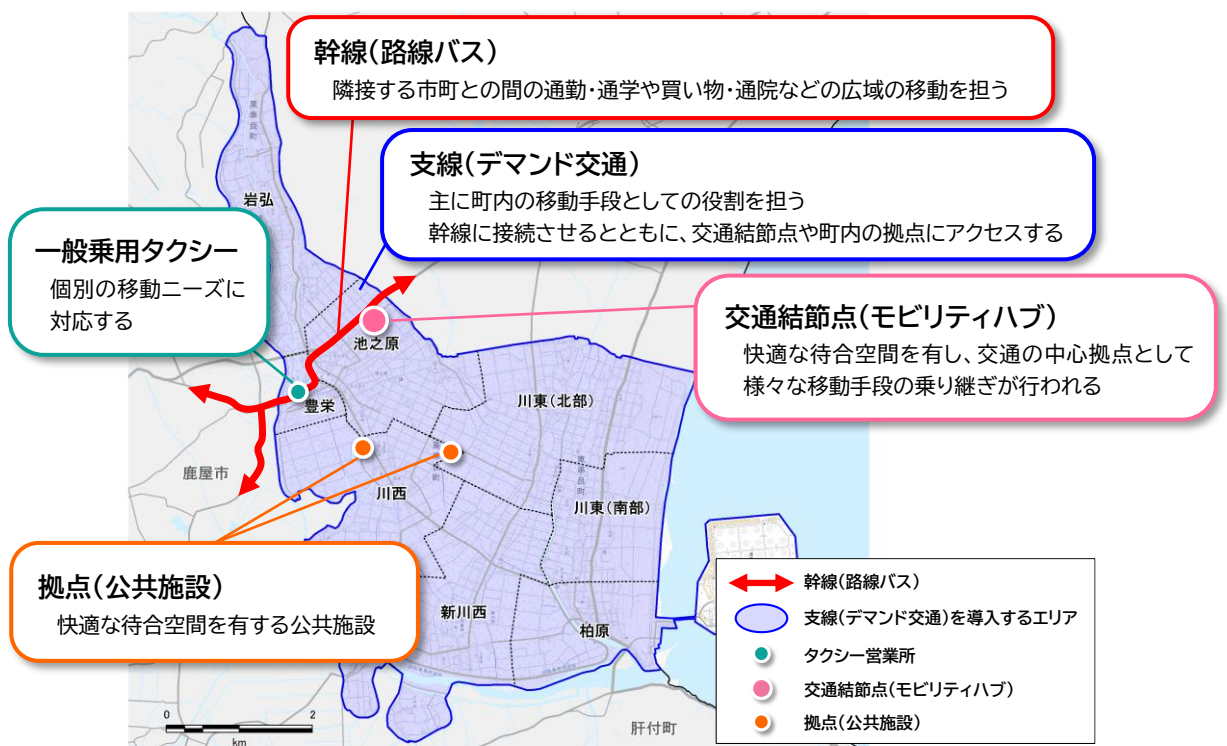 幹線(路線バス)
隣接する市町との間の通勤・通学や買い物・通院などの広域の移動を担う
支線(デマンド交通)
主に町内の移動手段としての役割を担う
幹線に接続させるとともに、交通結節点や町内の拠点にアクセスする
一般乗用タクシー
個別の移動ニーズに
対応する
交通結節点(モビリティハブ)
快適な待合空間を有し、交通の中心拠点として
様々な移動手段の乗り継ぎが行われる
東串良町
岩弘
池之原
豊栄
川東(北部)
鹿屋市
川西
東串良町
川東(南部)
拠点(公共施設)
快適な待合空間を有する公共施設
新川西
柏原
肝付町
幹線(路線バス)
支線(デマンド交通)を導入するエリア
タクシー営業所
交通結節点(モビリティハブ)
拠点(公共施設)
0 2
km